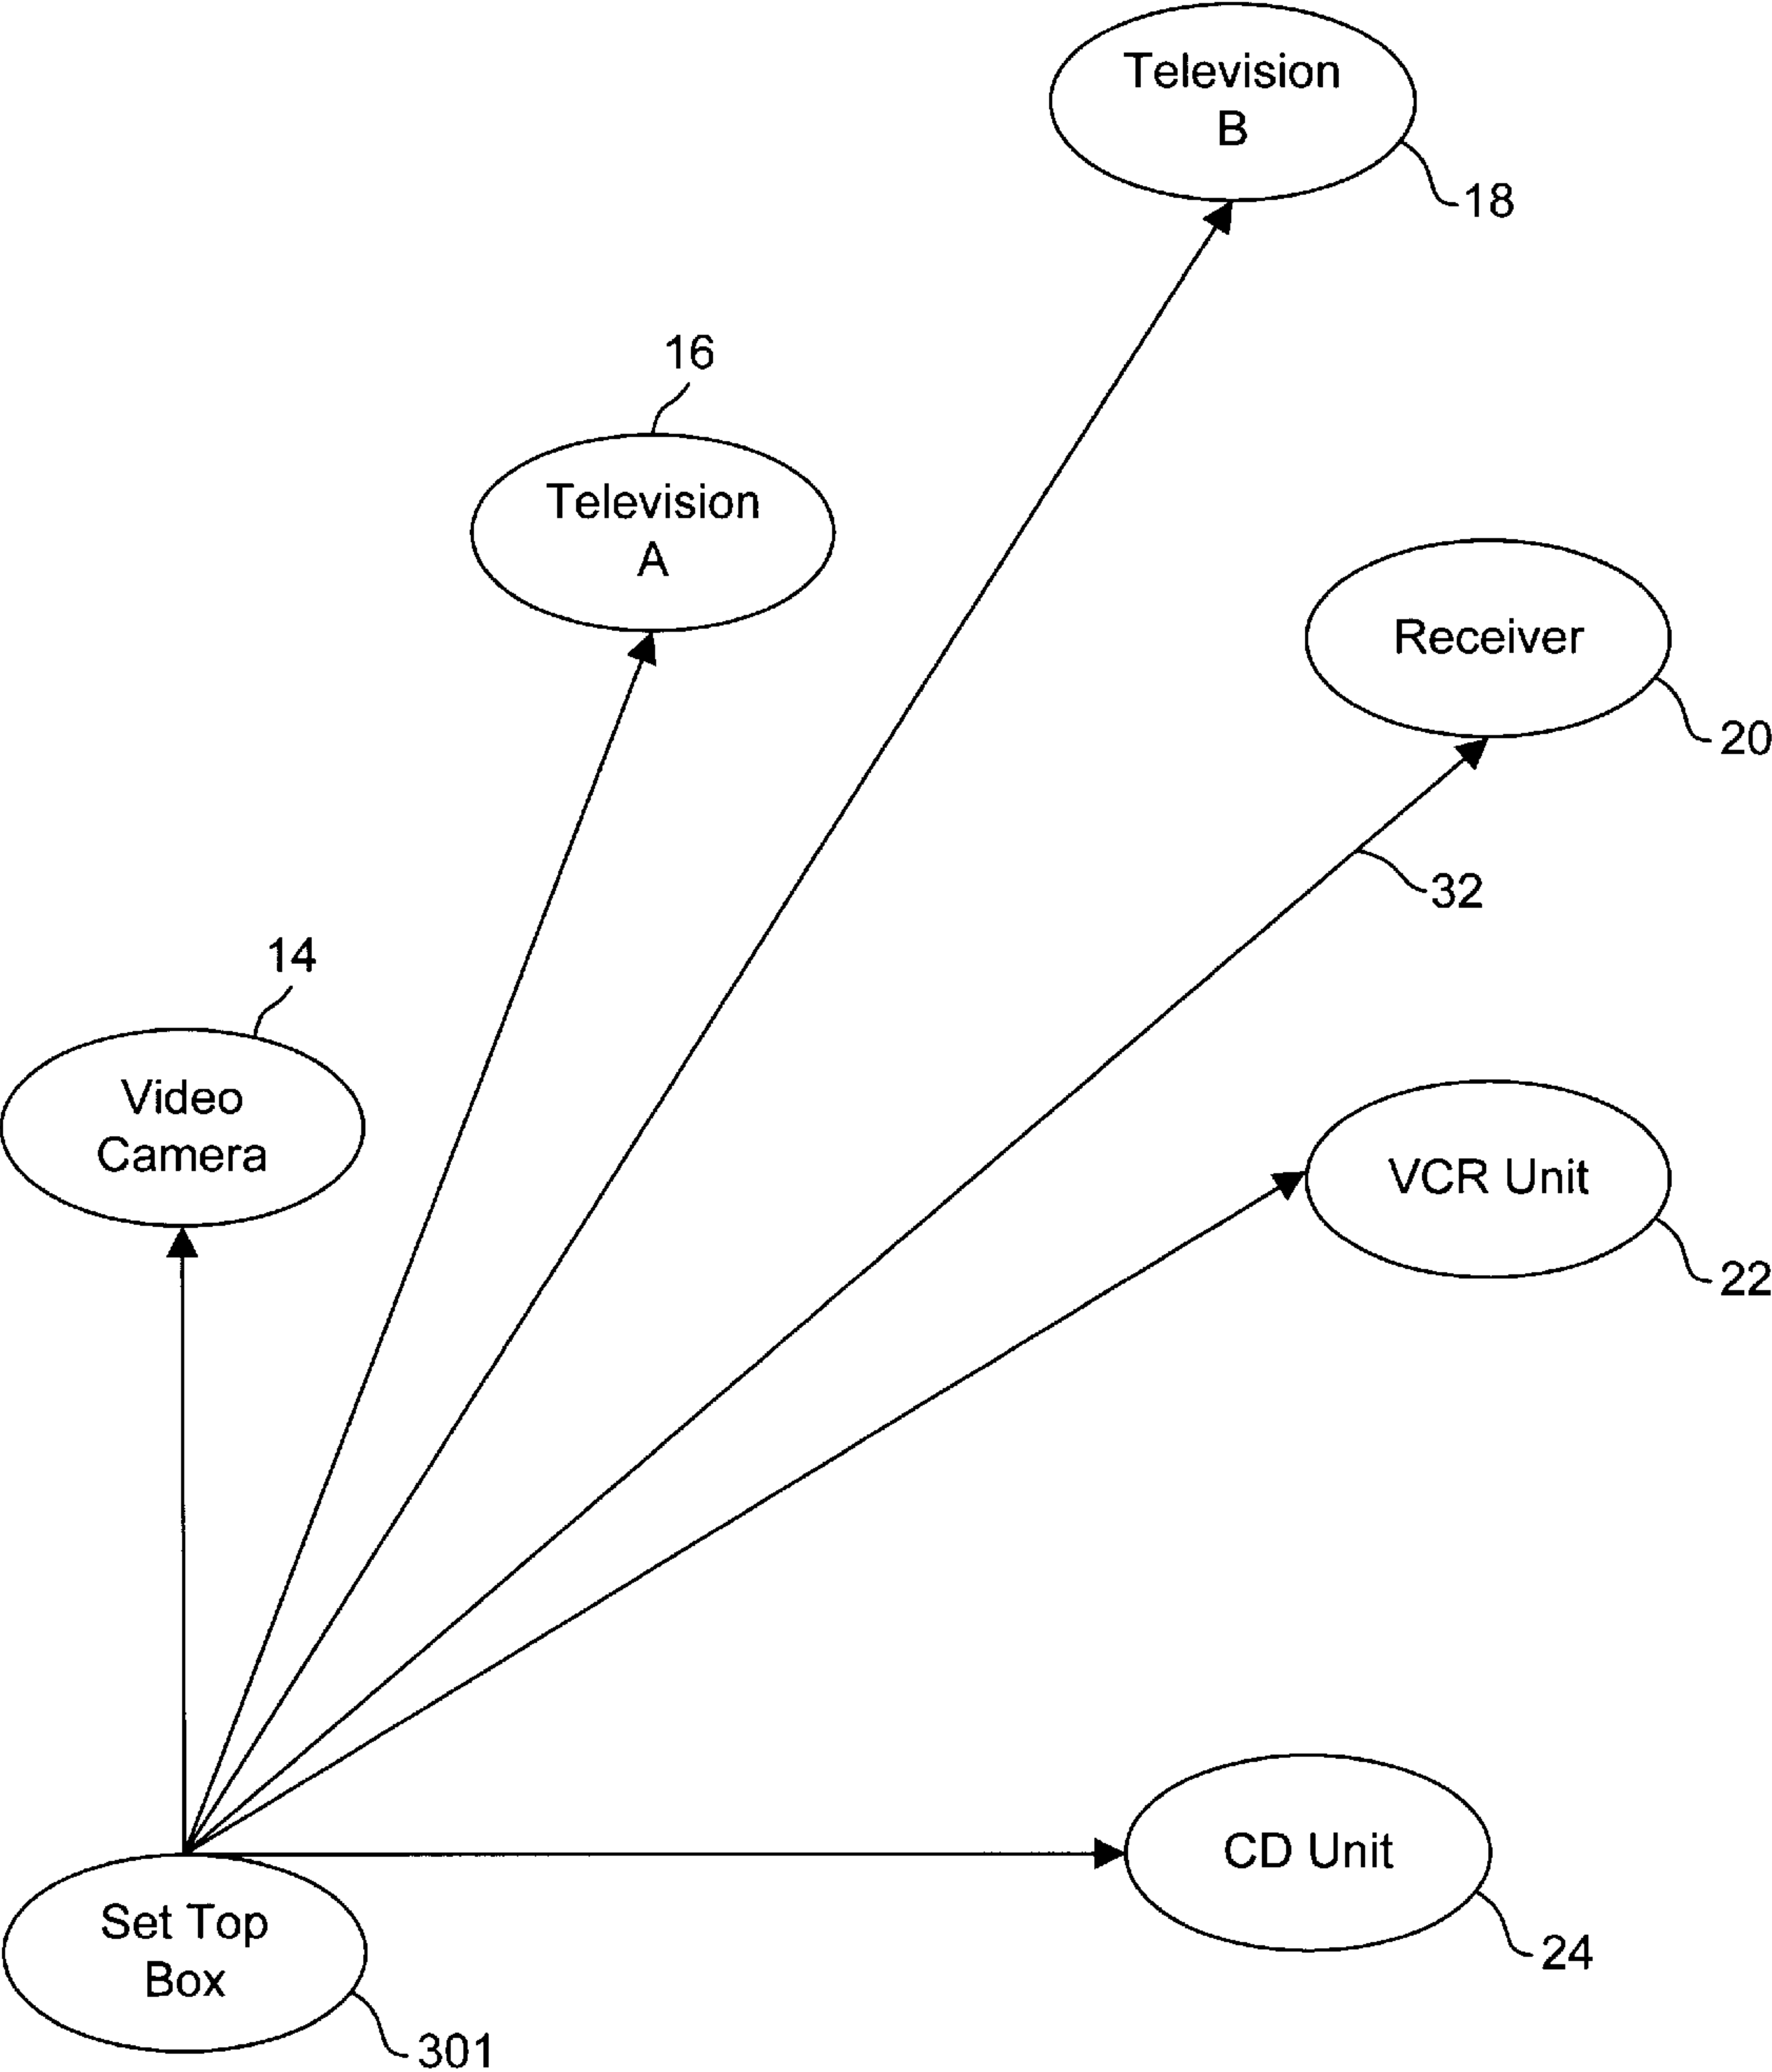 Television
B
18
16
Television
A
Receiver
20
32
14
Video
Camera
VCR Unit
22
CD Unit
24
Set Top
Box
301